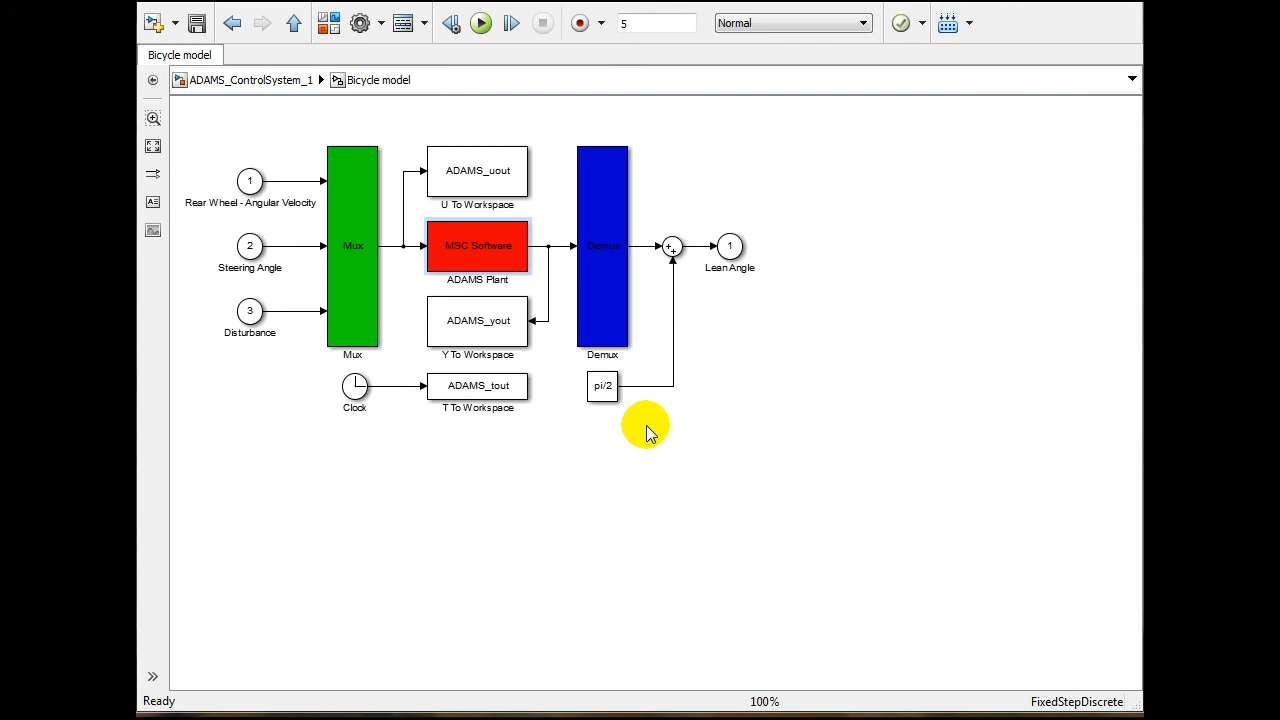 5
Normal
Bicycle model
ADAMS_ControlSystem_1
Bicycle model
1
Rear Wheel - Angular Velocity
2
Steering Angle
3
Disturbance
Mux
Mux
Clock
ADAMS_uout
U To Workspace
MSC Software
ADAMS Plant
ADAMS_yout
Y To Workspace
ADAMS_tout
T To Workspace
Demux
Demux
pi/2
1
Lean Angle
Ready
100%
FixedStepDiscrete